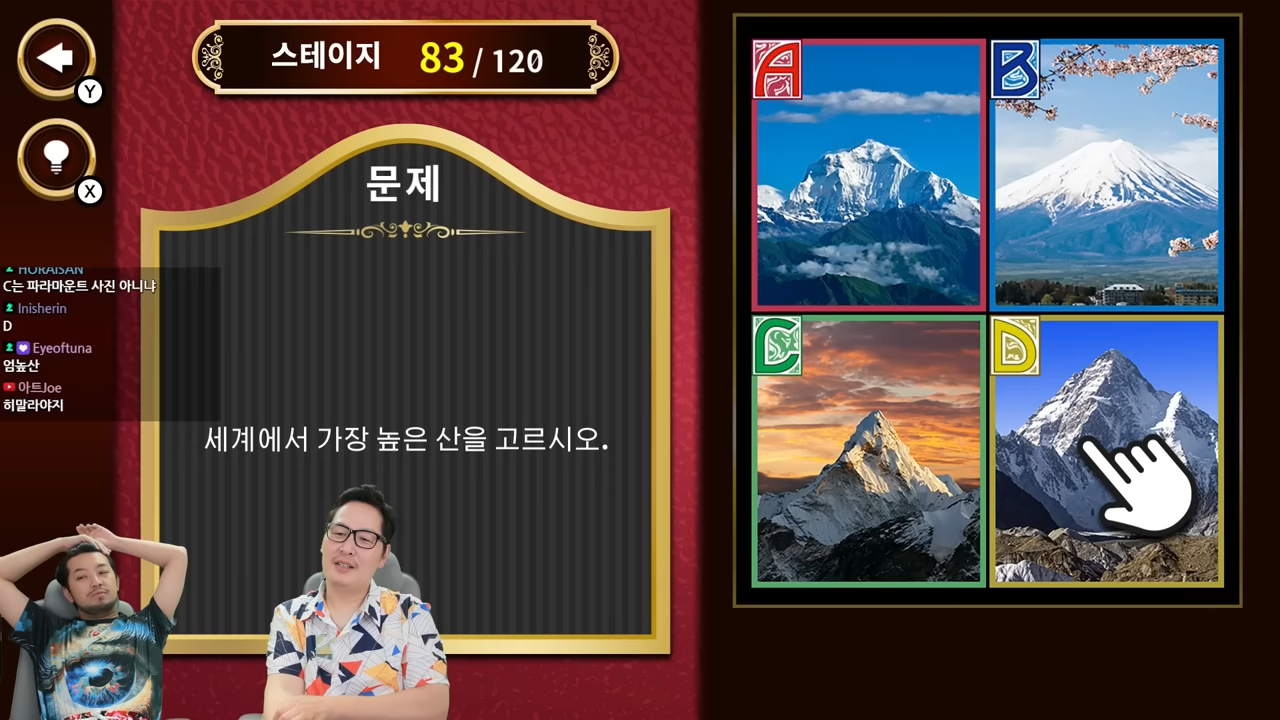 Y
X
스테이지 83 / 120
문제
세계에서 가장 높은 산을 고르시오.
HORAISAN
C는 파라마운트 사진 아니냐
Inisherin
D
Eyeoftuna
엄높산
아트Joe
히말라야지
A
B
C
D